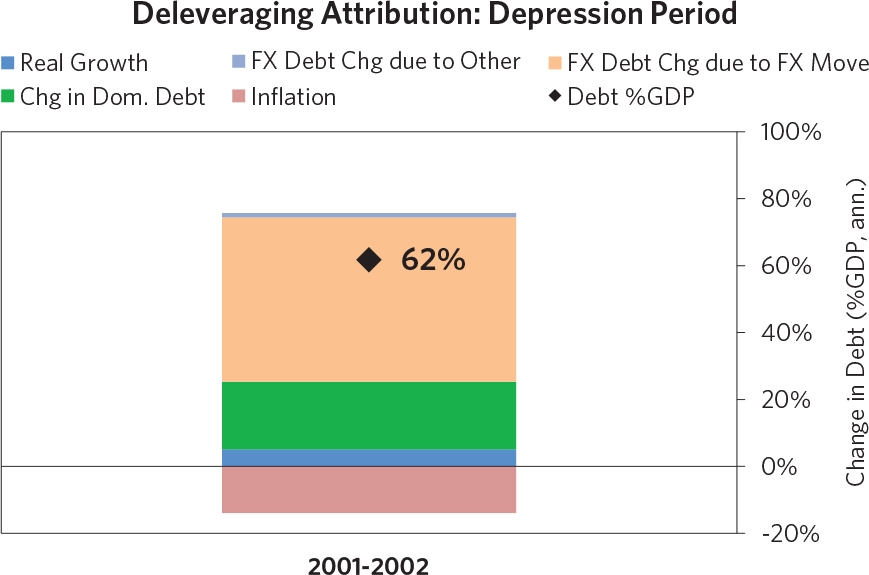 Deleveraging Attribution: Depression Period
Real Growth
FX Debt Chg due to Other
FX Debt Chg due to FX Move
Chg in Dom. Debt
Inflation
Debt %GDP
100%
80%
62%
60%
40%
20%
0%
-20%
Change in Debt (%GDP, ann.)
2001-2002